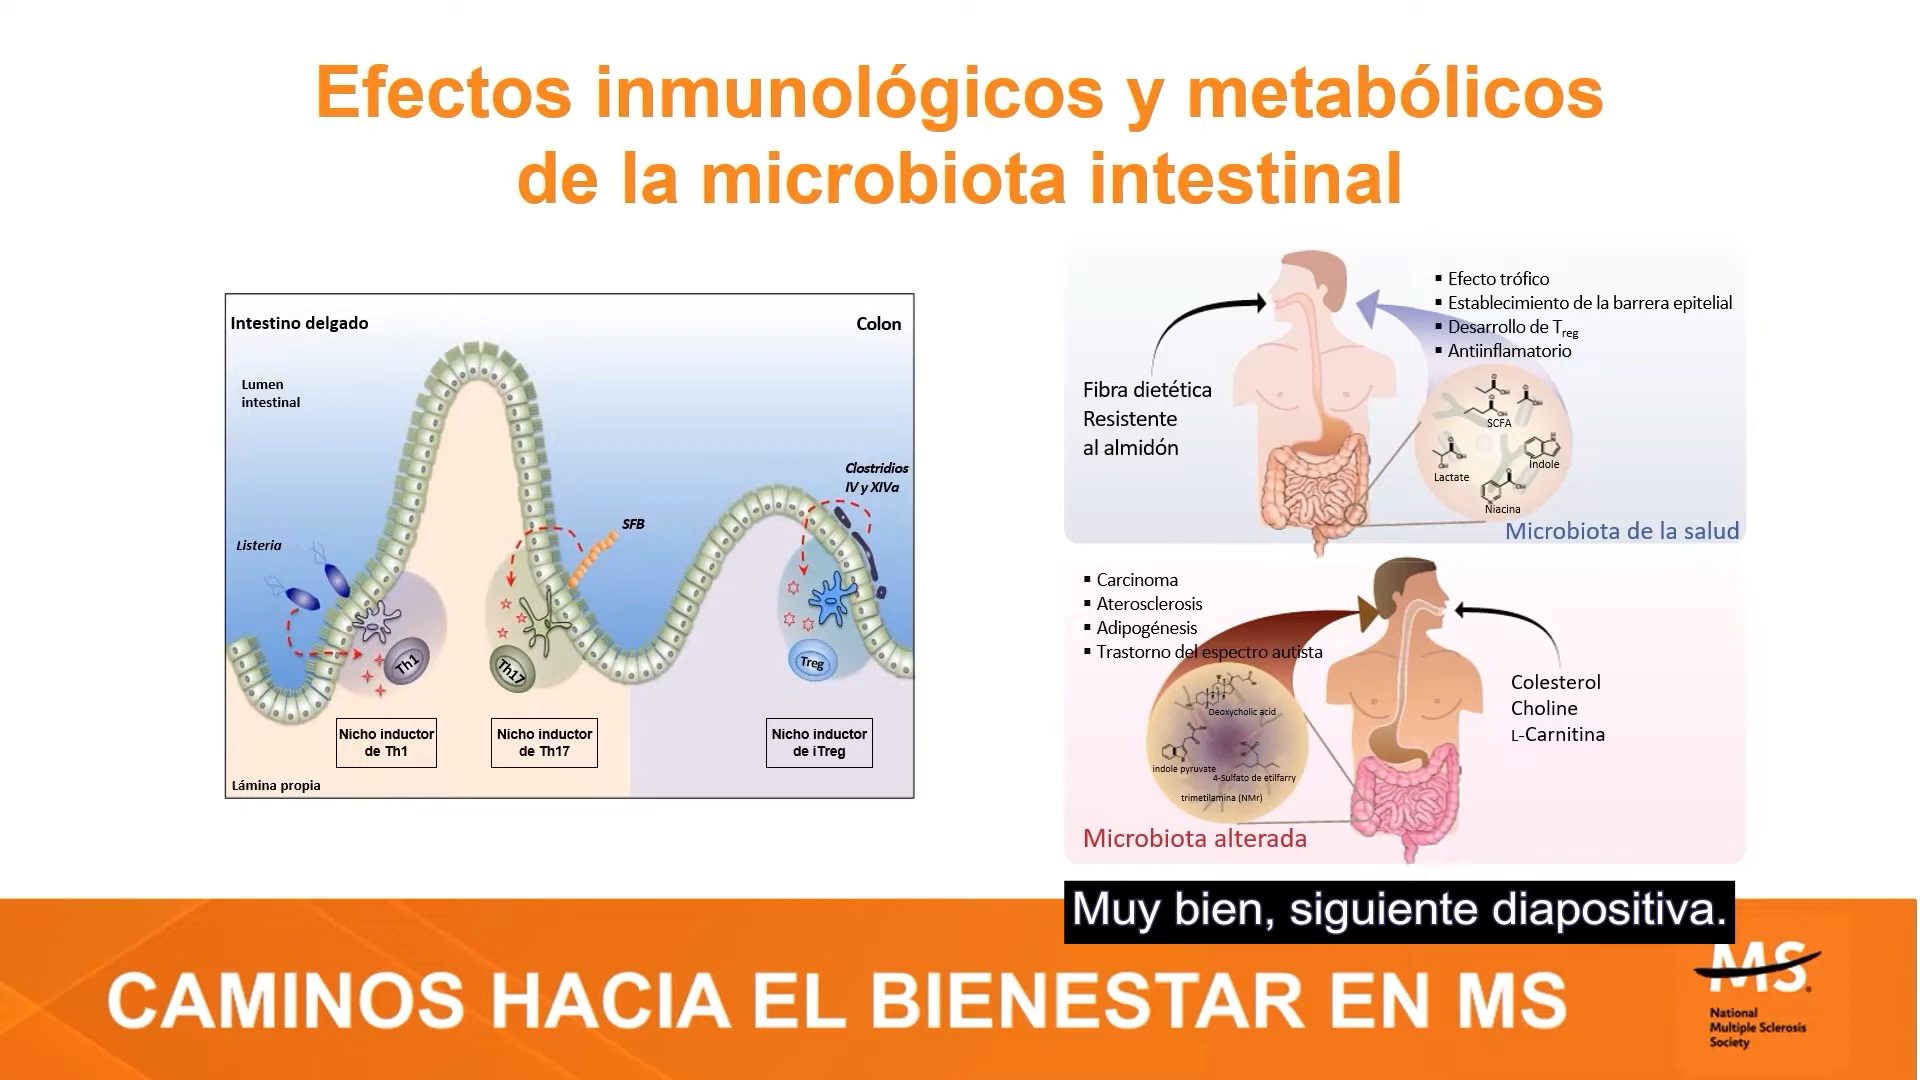 Efectos inmunológicos y metabólicos
de la microbiota intestinal
Intestino delgado
Colon
Lumen
intestinal
Clostridios
IV y XIVa
SFB
Listeria
Th1
Th17
Treg
Nicho inductor
de Th1
Nicho inductor
de Th17
Nicho inductor
de iTreg
Lámina propia
▪ Efecto trófico
▪ Establecimiento de la barrera epitelial
▪ Desarrollo de Treg
▪ Antiinflamatorio
Fibra dietética
Resistente
al almidón
SCFA
Lactate
Indole
Niacina
Microbiota de la salud
▪ Carcinoma
▪ Aterosclerosis
▪ Adipogénesis
▪ Trastorno del espectro autista
Colesterol
Choline
L-Carnitina
Deoxycholic acid
indole pyruvate
4-Sulfato de etilfarry
trimetilamina (NMr)
Microbiota alterada
Muy bien, siguiente diapositiva.
CAMINOS HACIA EL BIENESTAR EN MS
MS
National
Multiple Sclerosis
Society